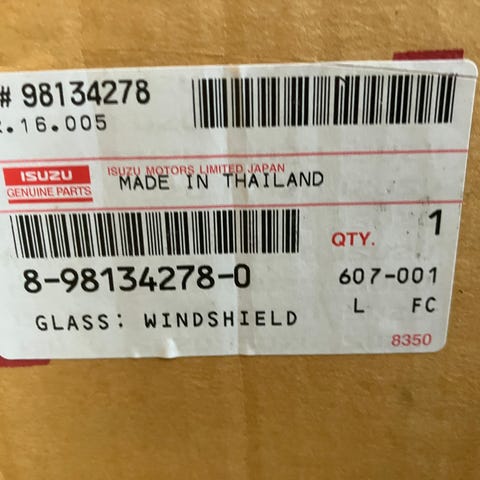 # 98134278
.16.005
ISUZU
GENUINE PARTS
ISUZU MOTORS LIMITED JAPAN
MADE IN THAILAND
QTY. 1
8-98134278-0
607-001
GLASS: WINDSHIELD
L FC
8350